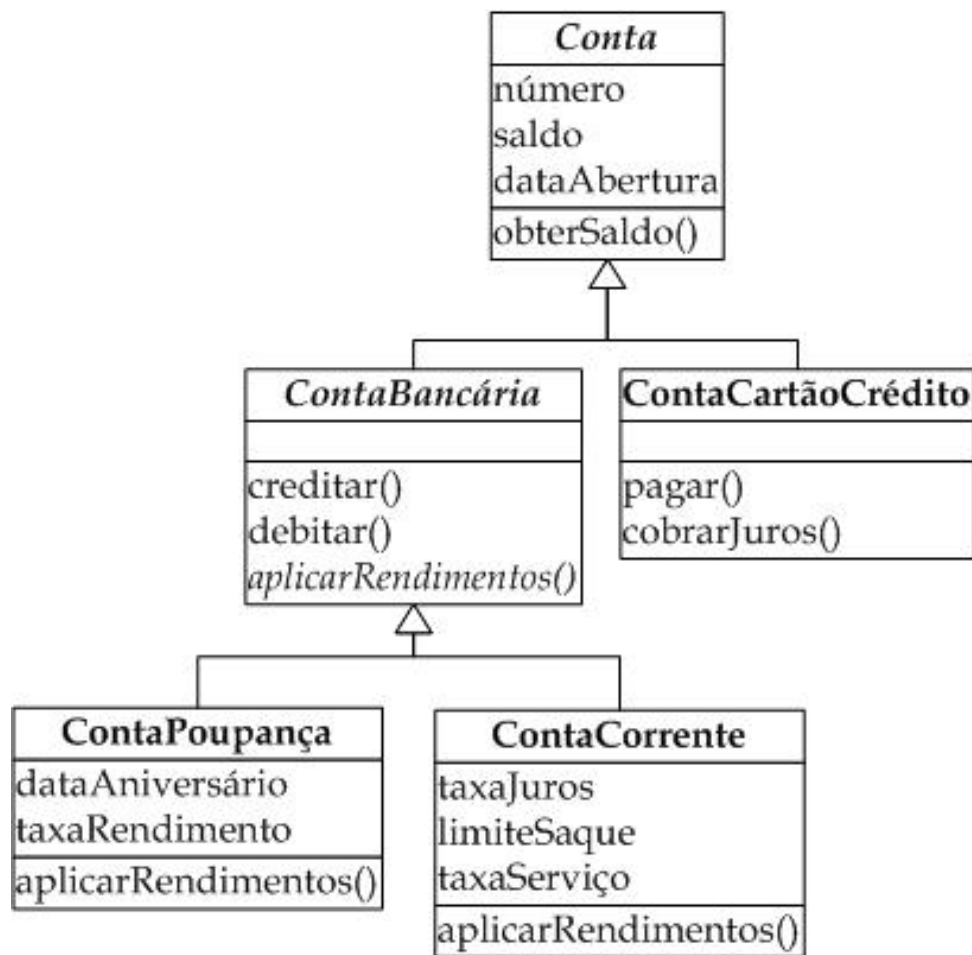 Conta
número
saldo
dataAbertura
obterSaldo()
ContaBancária
creditar()
debitar()
aplicarRendimentos()
ContaCartãoCrédito
pagar()
cobrarJuros()
ContaPoupança
dataAniversário
taxaRendimento
aplicarRendimentos()
ContaCorrente
taxaJuros
limiteSaque
taxaServiço
aplicarRendimentos()